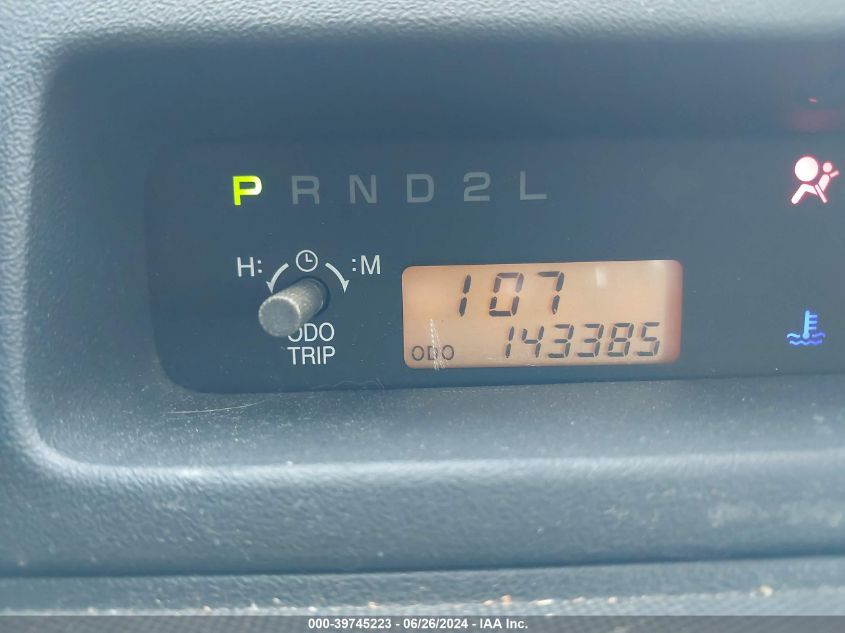 P R N D 2 L
H: :M
107
ODO
TRIP
ODO 143385
000-39745223 - 06/26/2024 - IAA Inc.